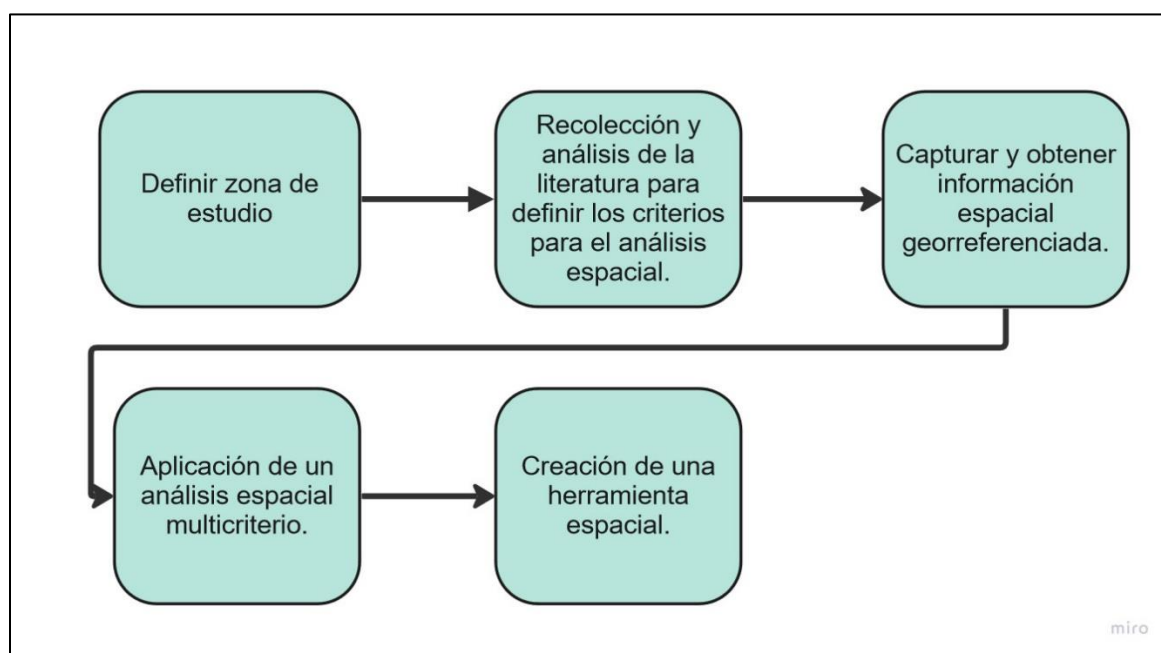 Definir zona de
estudio
Recolección y
análisis de la
literatura para
definir los criterios
para el análisis
espacial.
Capturar y obtener
información
espacial
georreferenciada.
Aplicación de un
análisis espacial
multicriterio.
Creación de una
herramienta
espacial.
miro